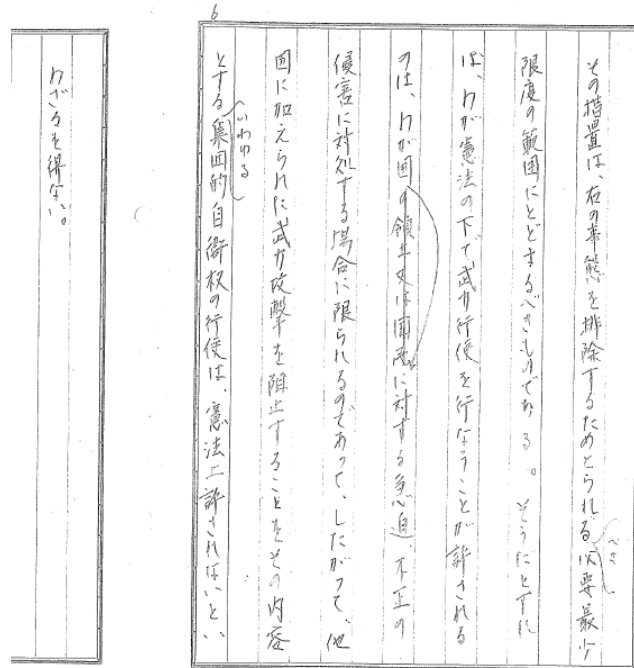 6
その措置は、右の事態を排除するためとられるべき必要最少
限度の範囲にとどまるべきものである。そうだとすれ
ば、わが憲法の下で武力行使を行なうことが許される
のは、わが国の領土又は に対する急迫、不正の
侵害に対処する場合に限られるのであって、したがって、他
国に加えられた武力攻撃を阻止することをその内容
とするいわゆる集団的自衛権の行使は、憲法上許されないとい
わざるを得ない。